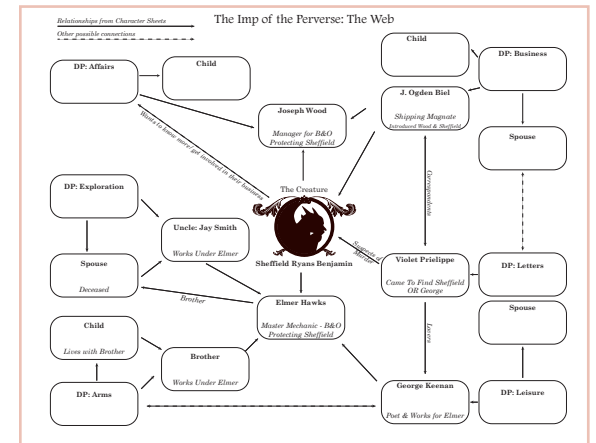 The Imp of the Perverse: The Web
Relationships from Character Sheets
Other possible connections
DP: Affairs
Child
Child
DP: Business
J. Ogden Biel
Shipping Magnate
Introduced Wood & Sheffield
Joseph Wood
Manager for B&O
Protecting Sheffield
Spouse
Wants to know more/get involved in their business
Correspondents
DP: Exploration
The Creature
Uncle: Jay Smith
Works Under Elmer
Suspects of
Murder
Spouse
Deceased
Sheffield Ryans Benjamin
Violet Prielippe
Came To Find Sheffield
OR George
DP: Letters
Brother
Elmer Hawks
Master Mechanic - B&O
Protecting Sheffield
Spouse
Child
Lives with Brother
Lovers
Brother
Works Under Elmer
DP: Arms
George Keenan
Poet & Works for Elmer
DP: Leisure